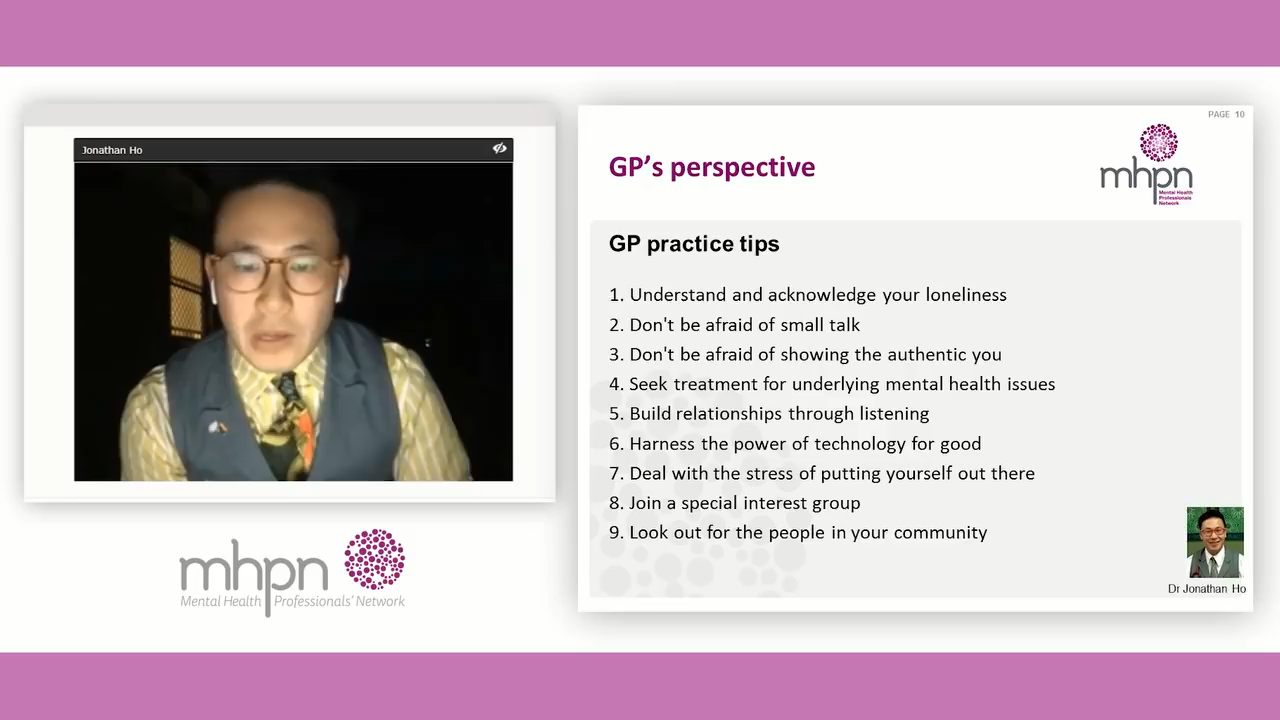 Jonathan Ho
mhpn
Mental Health Professionals' Network
PAGE 10
GP's perspective
mhpn
Mental Health
Professionals
Network
GP practice tips
1. Understand and acknowledge your loneliness
2. Don't be afraid of small talk
3. Don't be afraid of showing the authentic you
4. Seek treatment for underlying mental health issues
5. Build relationships through listening
6. Harness the power of technology for good
7. Deal with the stress of putting yourself out there
8. Join a special interest group
9. Look out for the people in your community
Dr Jonathan Ho